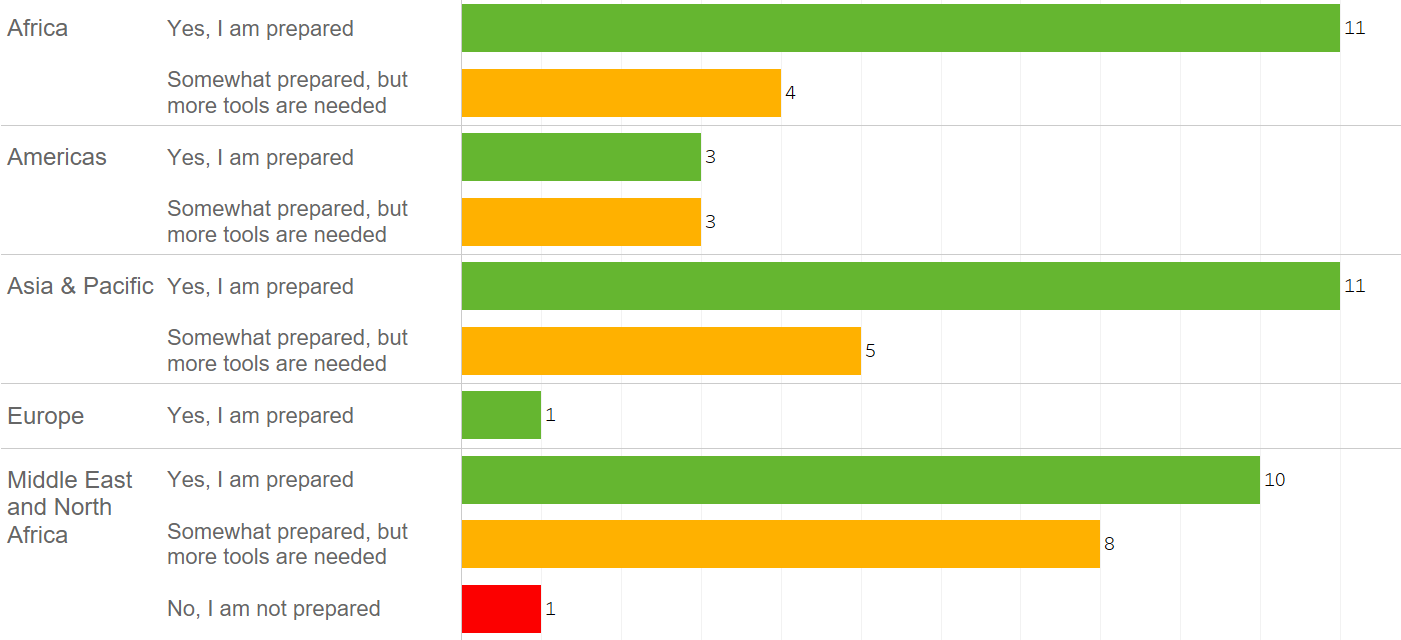 Africa
Yes, I am prepared
11
Somewhat prepared, but
more tools are needed
4
Americas
Yes, I am prepared
3
Somewhat prepared, but
more tools are needed
3
Asia & Pacific
Yes, I am prepared
11
Somewhat prepared, but
more tools are needed
5
Europe
Yes, I am prepared
1
Middle East
and North
Africa
Yes, I am prepared
10
Somewhat prepared, but
more tools are needed
8
No, I am not prepared
1